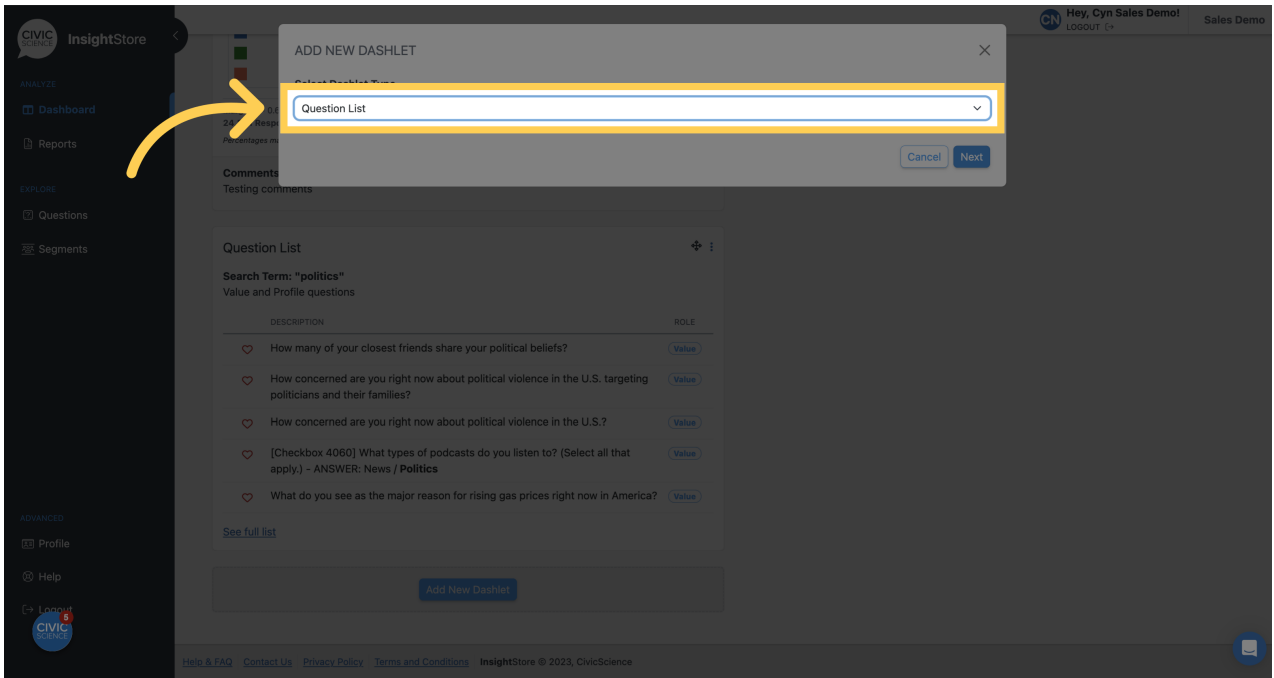 CIVIC
SCIENCE
InsightStore
CN
Hey, Cyn Sales Demo!
LOGOUT
Sales Demo
ANALYZE
Dashboard
Reports
EXPLORE
Questions
Segments
ADVANCED
Profile
Help
Logout
5
CIVIC
SCIENCE
ADD NEW DASHLET
Select Dashlet Type
Question List
Cancel
Next
Percentages
Comments
Testing comments
Question List
Search Term: "politics"
Value and Profile questions
DESCRIPTION
ROLE
How many of your closest friends share your political beliefs?
Value
How concerned are you right now about political violence in the U.S. targeting
politicians and their families?
Value
How concerned are you right now about political violence in the U.S.?
Value
[Checkbox 4060] What types of podcasts do you listen to? (Select all that
apply.) - ANSWER: News / Politics
Value
What do you see as the major reason for rising gas prices right now in America?
Value
See full list
Add New Dashlet
Help & FAQ Contact Us Privacy Policy Terms and Conditions InsightStore © 2023, CivicScience